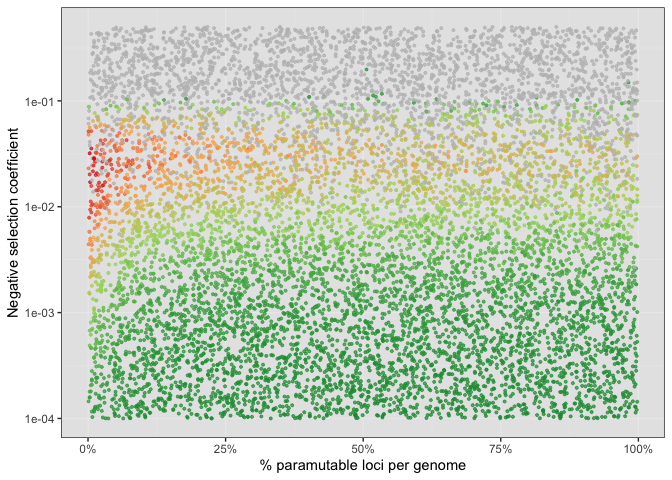 Negative selection coefficient
1e-01
1e-02
1e-03
1e-04
0%
25%
50%
75%
100%
% paramutable loci per genome